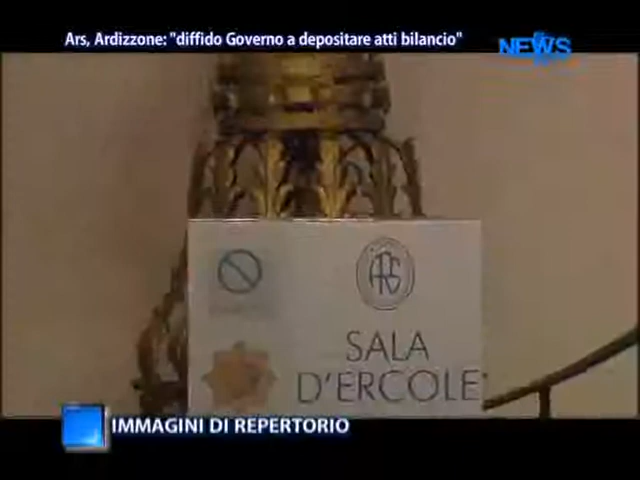 Ars, Ardizzone: "diffido Governo a depositare atti bilancio"
NEWS
ARS
SALA
D'ERCOLE
IMMAGINI DI REPERTORIO